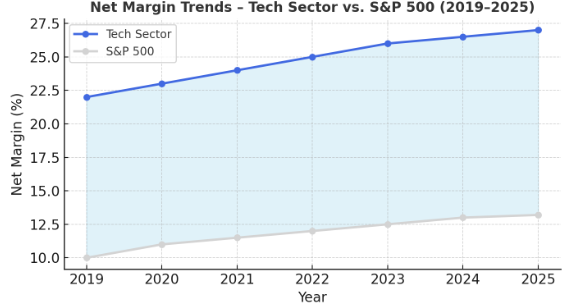 Net Margin Trends – Tech Sector vs. S&P 500 (2019–2025)
Tech Sector
S&P 500
Net Margin (%)
27.5
25.0
22.5
20.0
17.5
15.0
12.5
10.0
2019 2020 2021 2022 2023 2024 2025
Year